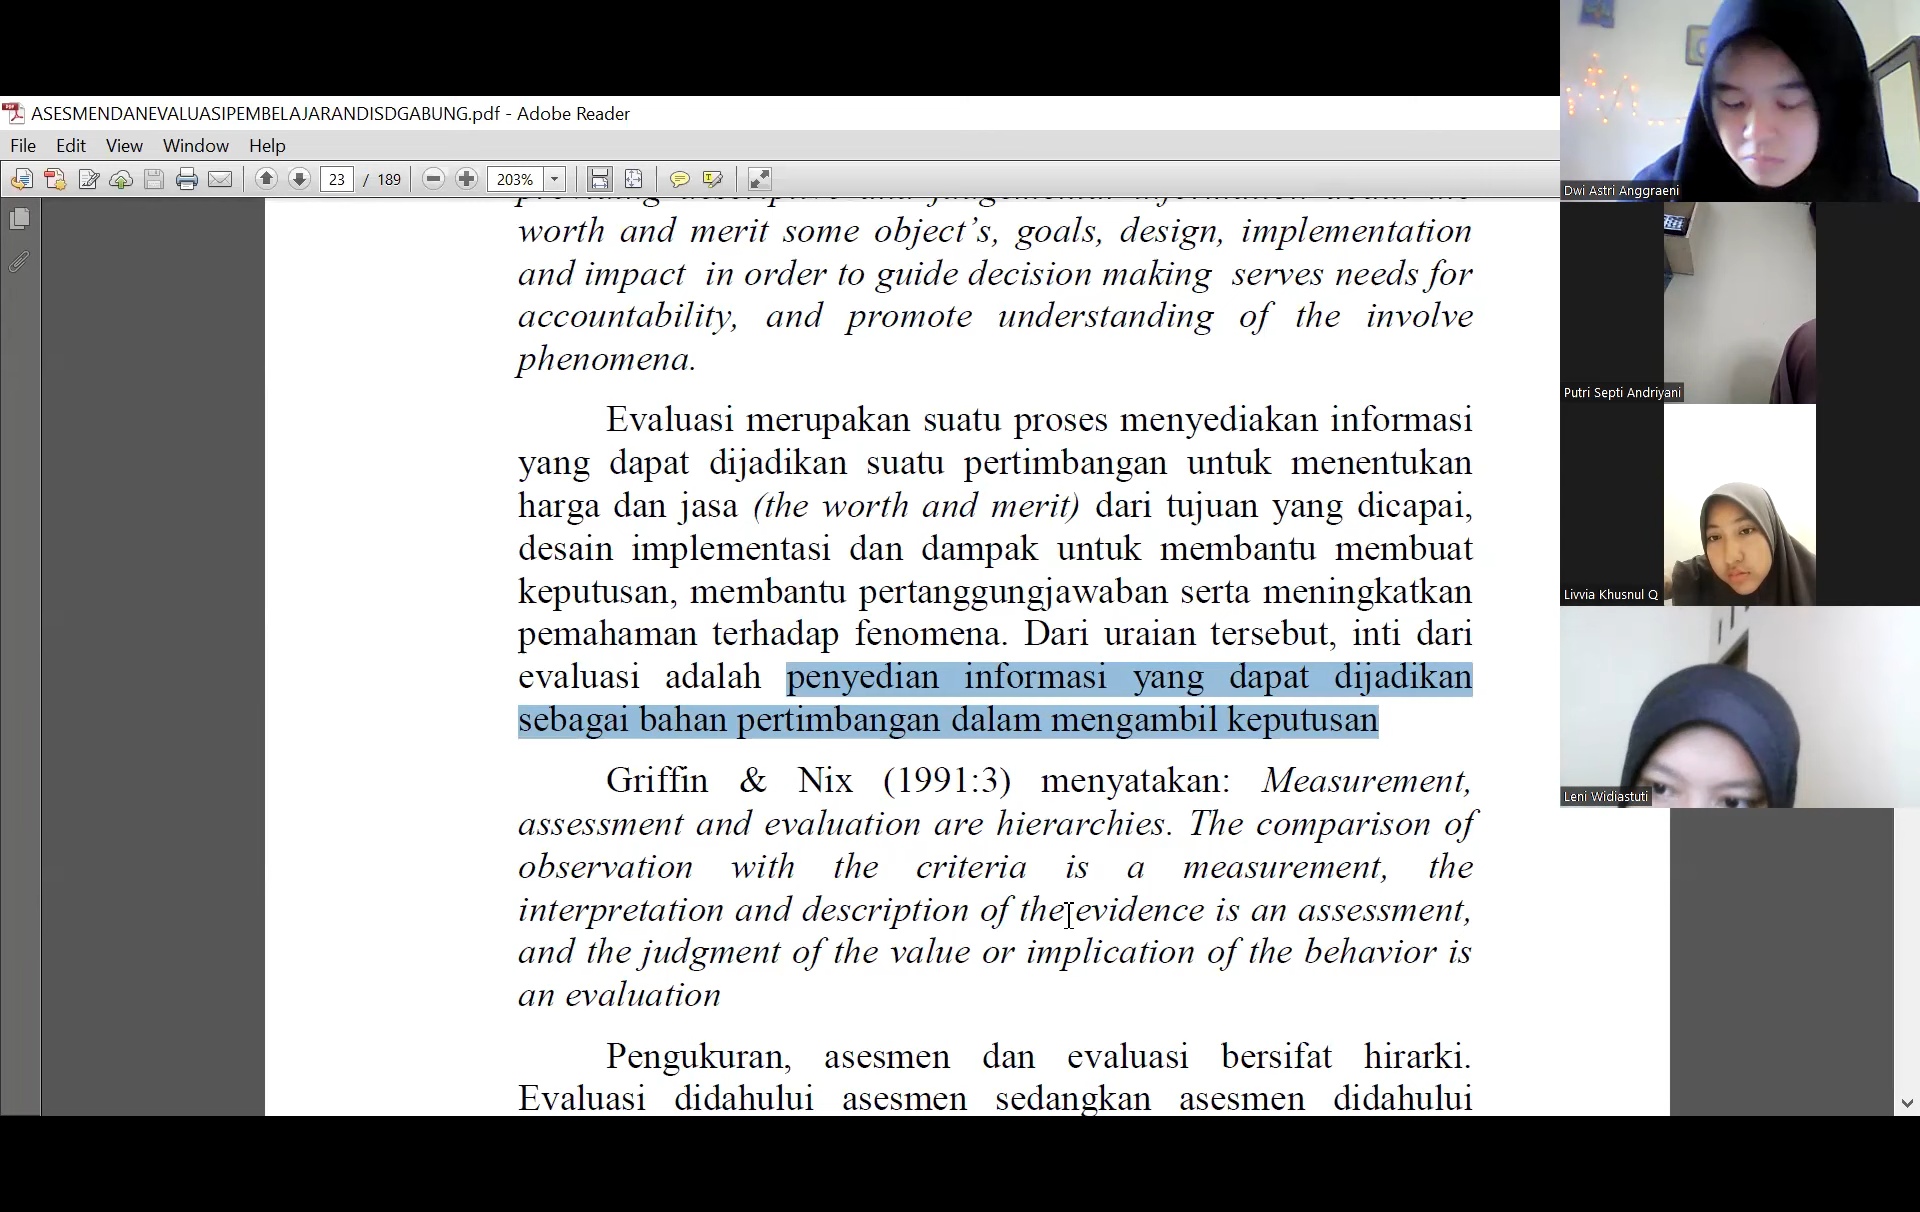 ASESMENDANEVALUASIPEMBELAJARANDISDGABUNG.pdf - Adobe Reader
File Edit View Window Help
23 / 189 203%
providing descriptive and judgemental information about the
worth and merit some object's, goals, design, implementation
and impact in order to guide decision making serves needs for
accountability, and promote understanding of the involve
phenomena.
Evaluasi merupakan suatu proses menyediakan informasi
yang dapat dijadikan suatu pertimbangan untuk menentukan
harga dan jasa (the worth and merit) dari tujuan yang dicapai,
desain implementasi dan dampak untuk membantu membuat
keputusan, membantu pertanggungjawaban serta meningkatkan
pemahaman terhadap fenomena. Dari uraian tersebut, inti dari
evaluasi adalah penyedian informasi yang dapat dijadikan
sebagai bahan pertimbangan dalam mengambil keputusan
Griffin & Nix (1991:3) menyatakan: Measurement,
assessment and evaluation are hierarchies. The comparison of
observation with the criteria is a measurement, the
interpretation and description of the evidence is an assessment,
and the judgment of the value or implication of the behavior is
an evaluation
Pengukuran, asesmen dan evaluasi bersifat hirarki.
Evaluasi didahului asesmen sedangkan asesmen didahului
Dwi Astri Anggraeni
Putri Septi Andriyani
Livvia Khusnul Q
Leni Widiastuti